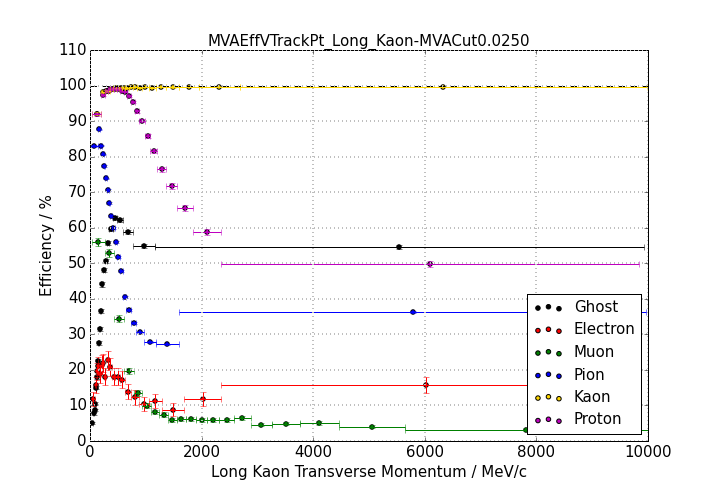 MVAEffVTrackPt_Long_Kaon-MVACut0.0250
110
100
90
80
70
60
50
40
30
20
10
0
Efficiency / %
Ghost
Electron
Muon
Pion
Kaon
Proton
0 2000 4000 6000 8000 10000
Long Kaon Transverse Momentum / MeV/c